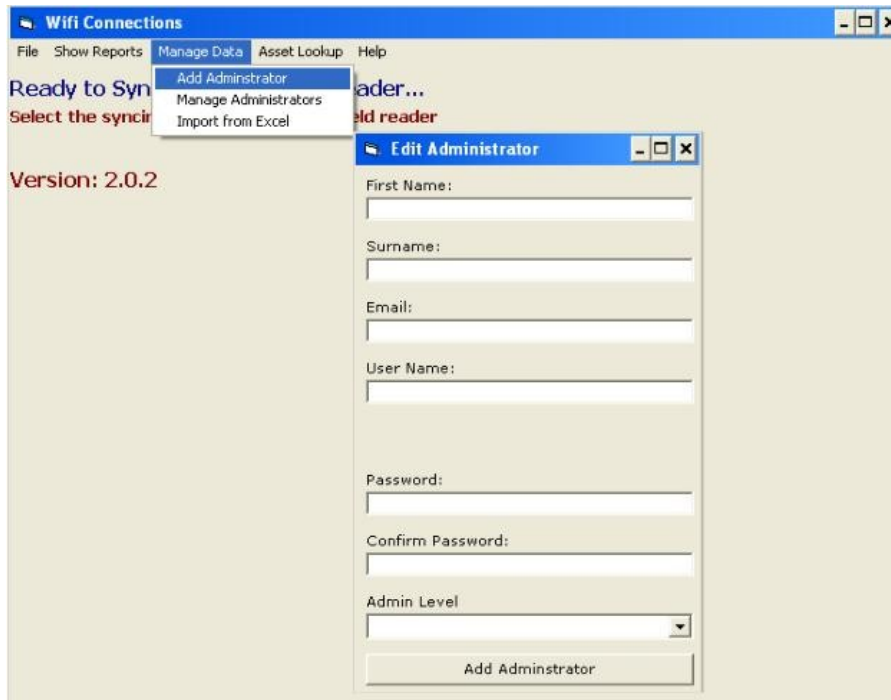 Wifi Connections
File Show Reports Manage Data Asset Lookup Help
Add Adminstrator
Manage Administrators
Import from Excel
Ready to Syn ader...
Select the syncin eld reader
Version: 2.0.2
Edit Administrator
First Name:
Surname:
Email:
User Name:
Password:
Confirm Password:
Admin Level
Add Adminstrator